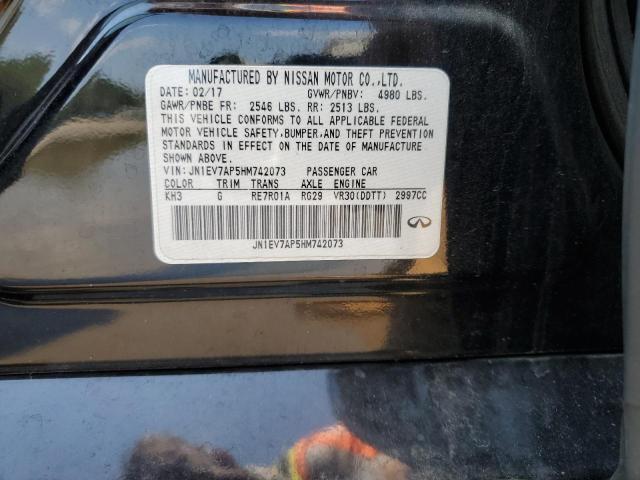 MANUFACTURED BY NISSAN MOTOR CO.,LTD.
DATE: 02/17 GVWR/PNBV: 4980 LBS.
GAWR/PNBE FR: 2546 LBS. RR: 2513 LBS.
THIS VEHICLE CONFORMS TO ALL APPLICABLE FEDERAL
MOTOR VEHICLE SAFETY,BUMPER,AND THEFT PREVENTION
STANDARDS IN EFFECT ON THE DATE OF MANUFACTURE
SHOWN ABOVE.
VIN: JN1EV7AP5HM742073 PASSENGER CAR
COLOR TRIM TRANS AXLE ENGINE
KH3 G RE7R01A RG29 VR30(DDTT) 2997CC
JN1EV7AP5HM742073